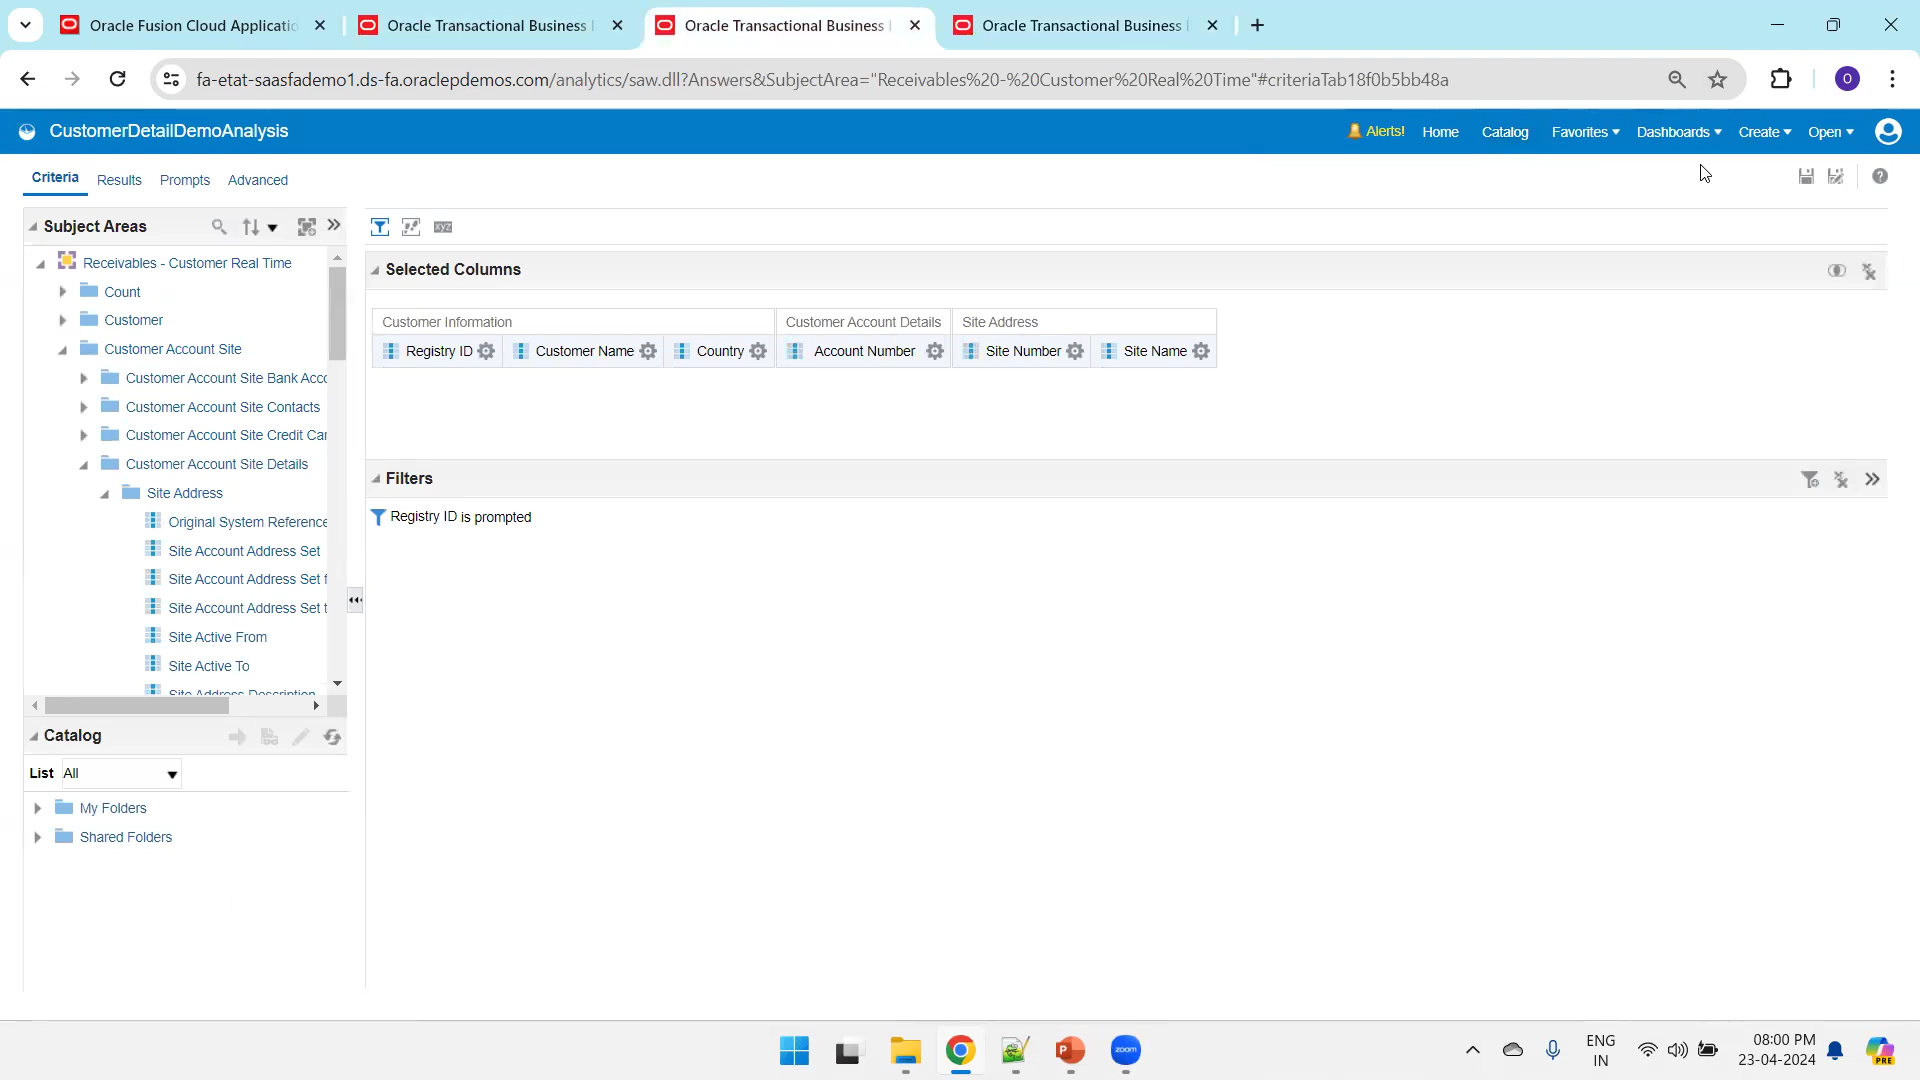 Oracle Fusion Cloud Applicatio
Oracle Transactional Business I
Oracle Transactional Business I
Oracle Transactional Business I
fa-etat-saasfademo1.ds-fa.oraclepdemos.com/analytics/saw.dll?Answers&SubjectArea="Receivables%20-%20Customer%20Real%20Time"#criteriaTab18f0b5bb48a
O
CustomerDetailDemoAnalysis
Alerts! Home Catalog Favorites Dashboards Create Open
Criteria Results Prompts Advanced
Subject Areas
xyz
Receivables - Customer Real Time
Selected Columns
Count
Customer
Customer Information Customer Account Details Site Address
Customer Account Site
Registry ID Customer Name Country Account Number Site Number Site Name
Customer Account Site Bank Acco
Customer Account Site Contacts
Customer Account Site Credit Car
Customer Account Site Details
Filters
Site Address
Registry ID is prompted
Original System Reference
Site Account Address Set
Site Account Address Set f
Site Account Address Set t
Site Active From
Site Active To
Site Address Description
Catalog
List All
My Folders
Shared Folders
P
zoom
ENG
IN
08:00 PM
23-04-2024
PRE